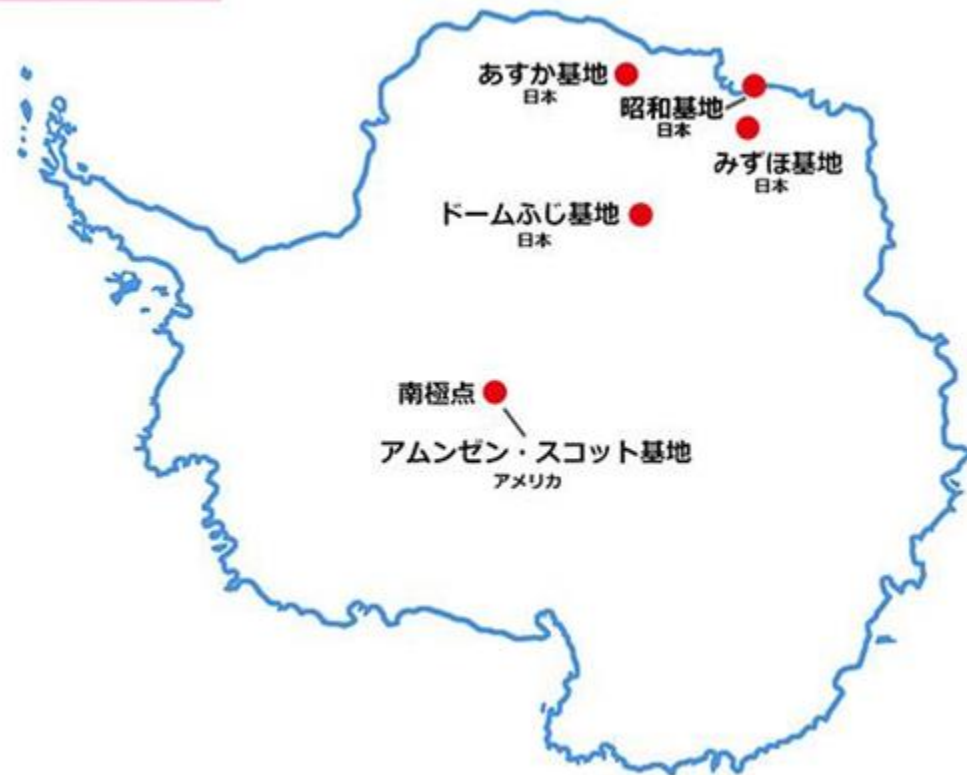 あすか基地
日本
昭和基地
日本
みずほ基地
日本
ドームふじ基地
日本
南極点
アムンゼン・スコット基地
アメリカ